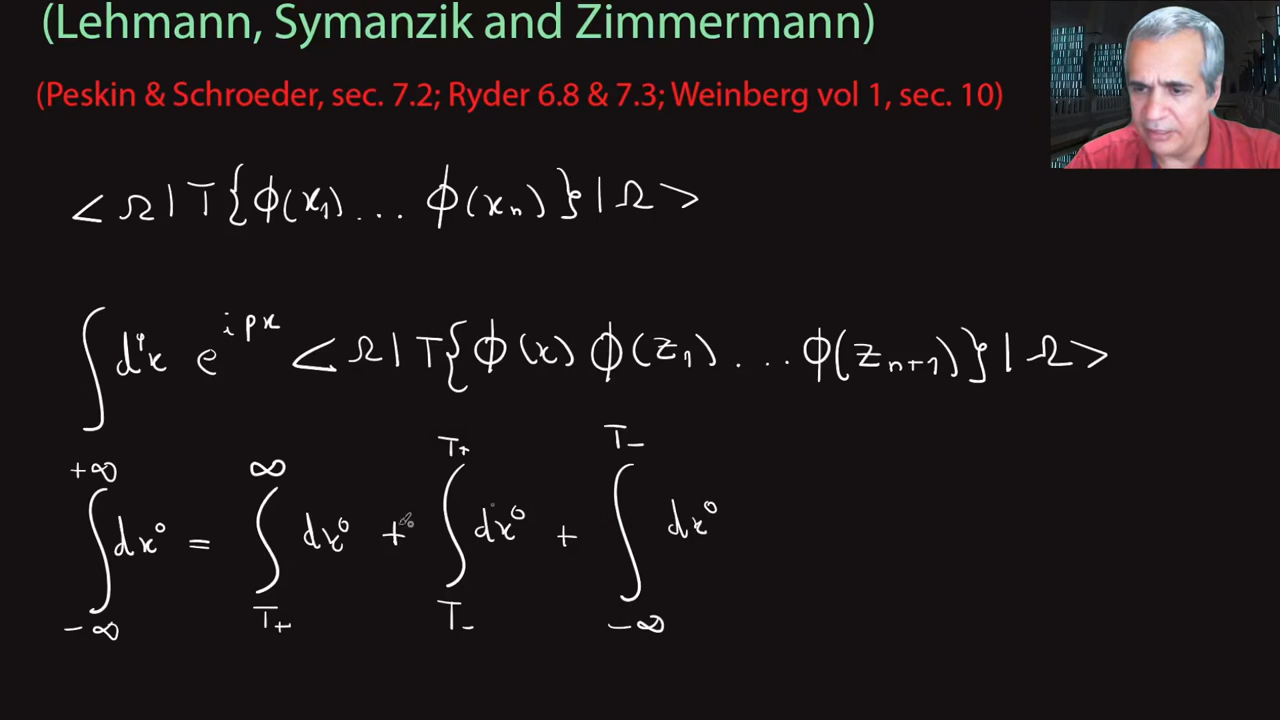 (Lehmann, Symanzik and Zimmermann)
(Peskin & Schroeder, sec. 7.2; Ryder 6.8 & 7.3; Weinberg vol 1, sec. 10)
<Ω|T{ϕ(x₁)...ϕ(xₙ)}|Ω>
∫d⁴x e^{ipx} <Ω|T{ϕ(x)ϕ(z₁)...ϕ(zₙ₊₁)}|Ω>
∫_{-∞}^{+∞} dx⁰ = ∫_{T₊}^{∞} dx⁰ + ∫_{T₋}^{T₊} dx⁰ + ∫_{-∞}^{T₋} dx⁰